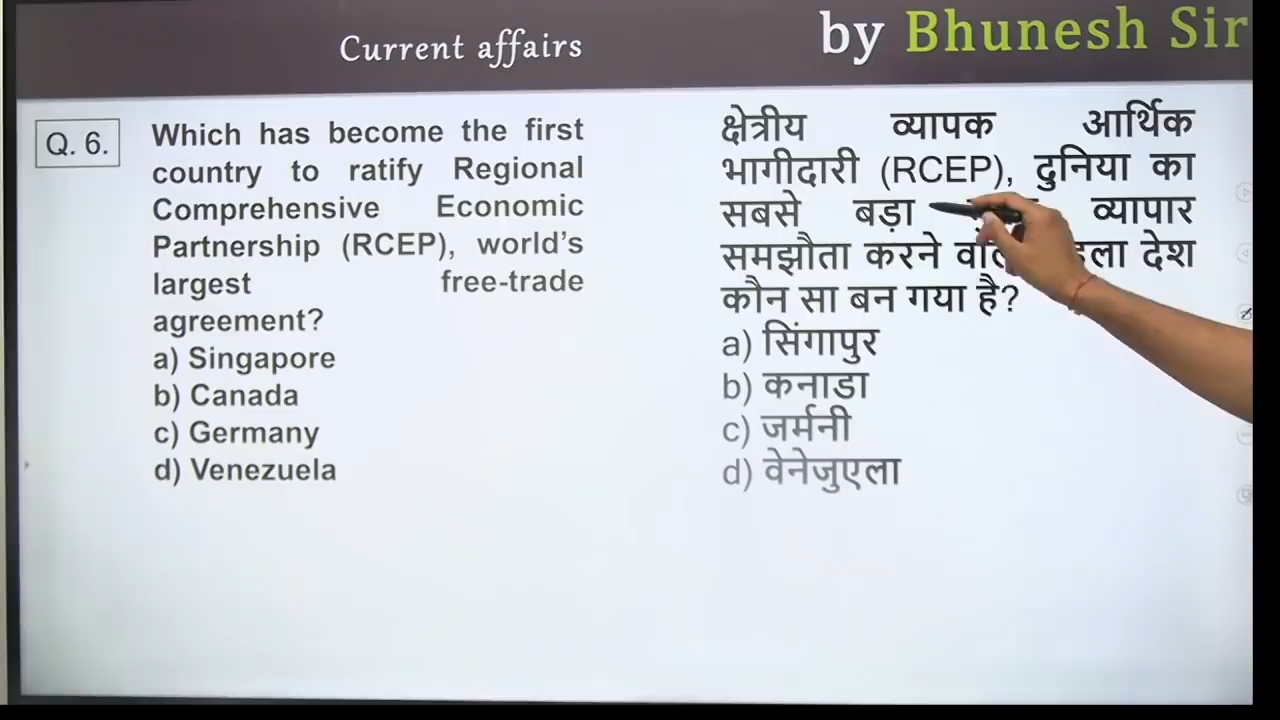 Current affairs
by Bhunesh Sir
Q. 6.
Which has become the first
country to ratify Regional
Comprehensive Economic
Partnership (RCEP), world's
largest free-trade
agreement?
a) Singapore
b) Canada
c) Germany
d) Venezuela
क्षेत्रीय व्यापक आर्थिक
भागीदारी (RCEP), दुनिया का
सबसे बड़ा व्यापार
समझौता करने देश
कौन सा बन गया है?
a) सिंगापुर
b) कनाडा
c) जर्मनी
d) वेनेजुएला